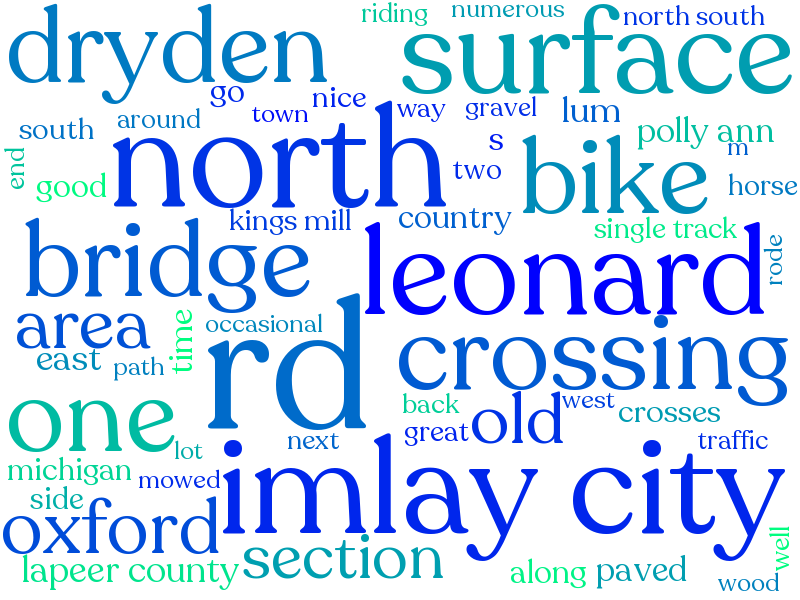 riding
numerous
dryden
surface
north south
go
town
nice
way
gravel
lum
south
around
north
s
bike
polly ann
m
end
good
two
horse
kings mill
country
single track
bridge
leonard
rode
area
time
occasional
rd
crossing
east
path
one
back
old
west
crosses
great
lot
next
traffic
michigan
mowed
imlay city
side
oxford
section
well
lapeer county
along
paved
wood